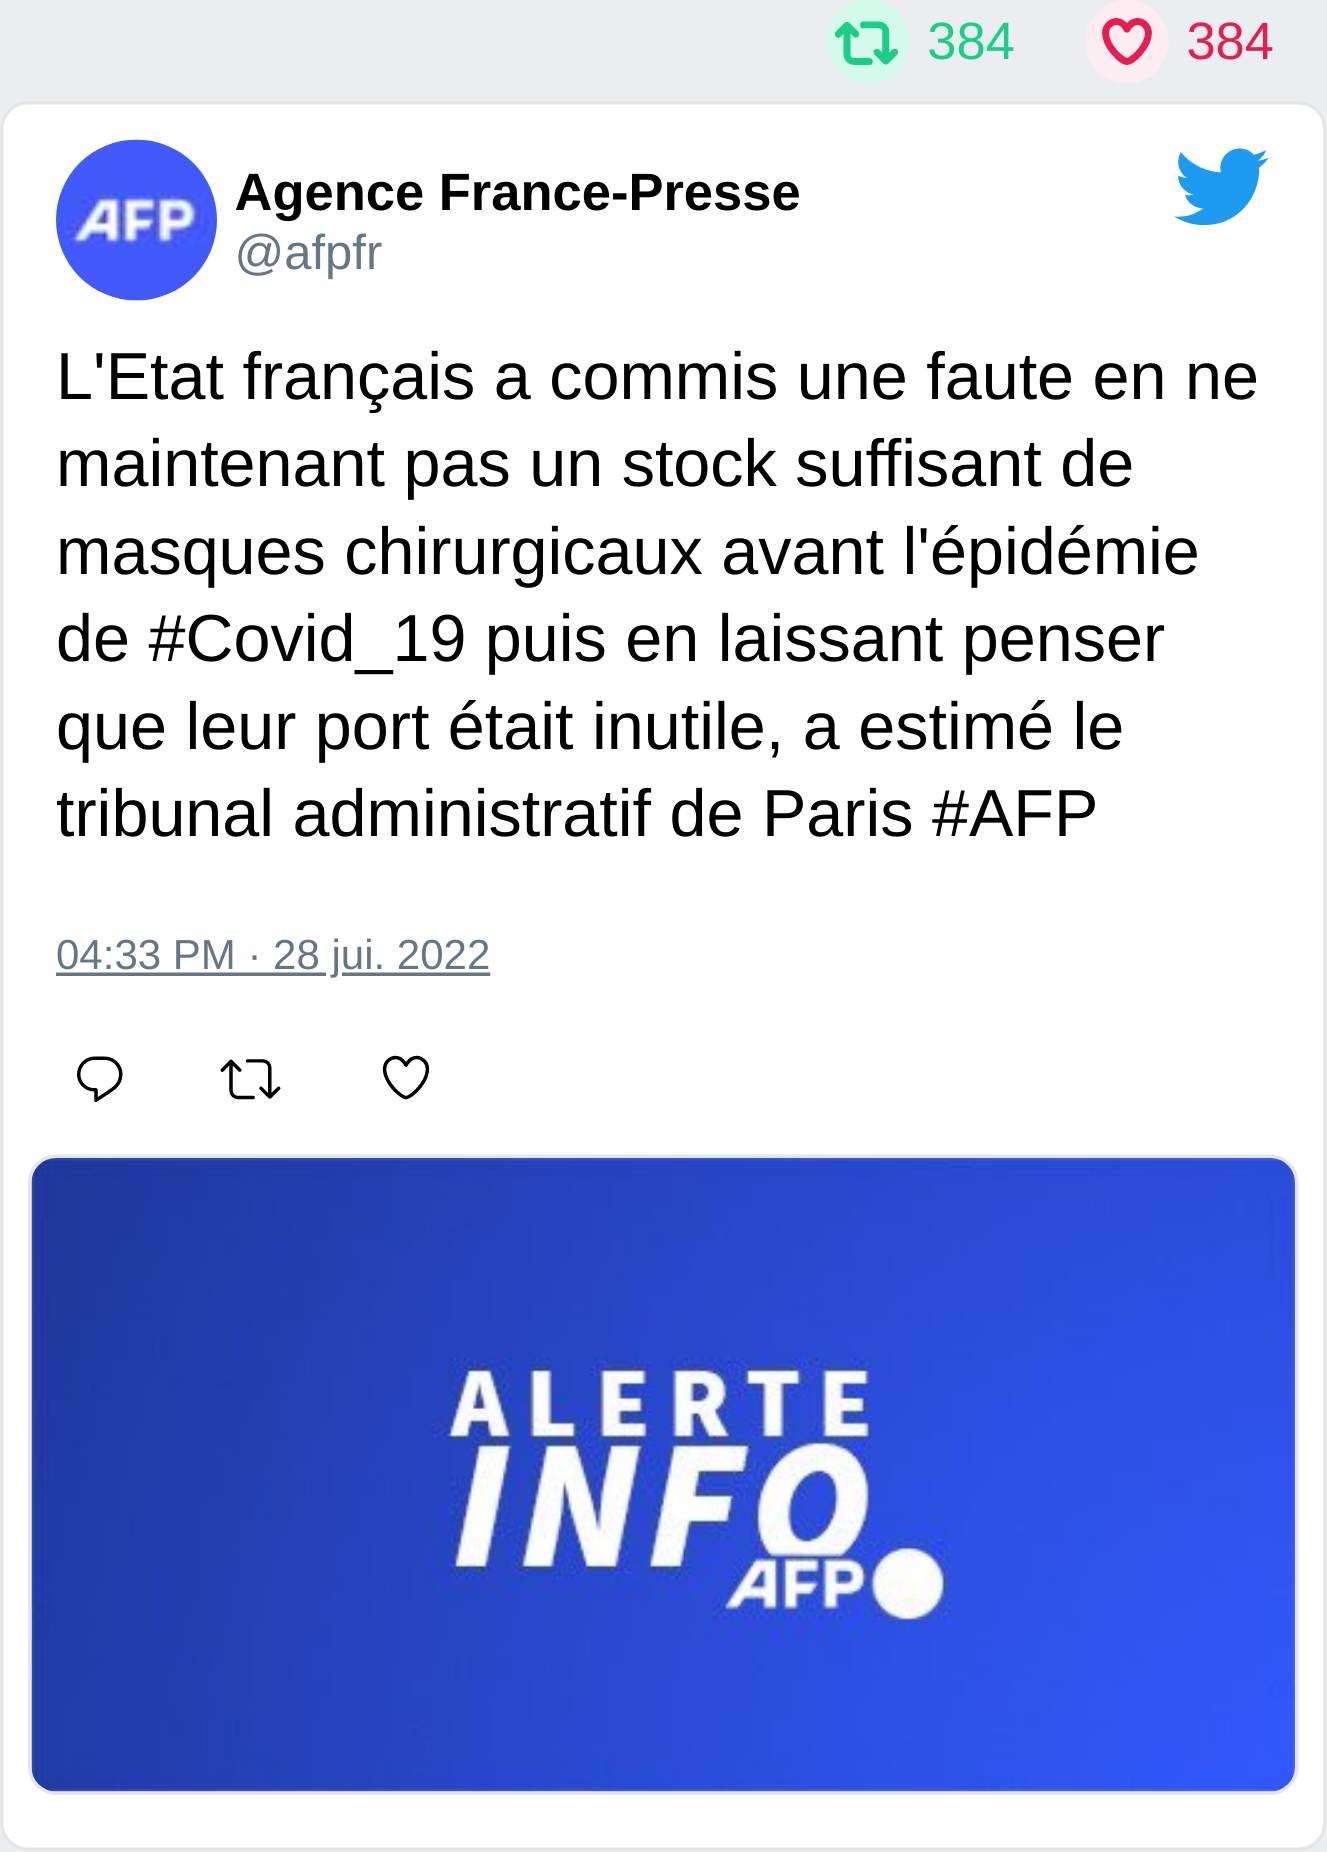 384 384
AFP
Agence France-Presse
@afpfr
L'Etat français a commis une faute en ne
maintenant pas un stock suffisant de
masques chirurgicaux avant l'épidémie
de #Covid_19 puis en laissant penser
que leur port était inutile, a estimé le
tribunal administratif de Paris #AFP
04:33 PM · 28 jui. 2022
ALERTE
INFO
AFP